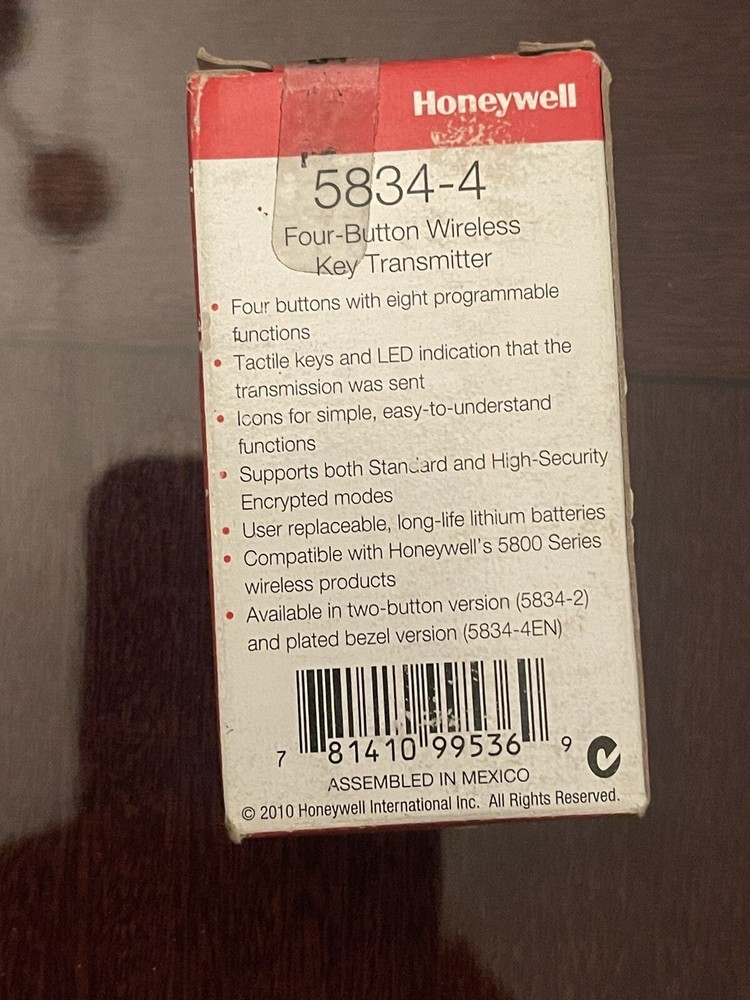 Honeywell
5834-4
Four-Button Wireless
Key Transmitter
• Four buttons with eight programmable
functions
• Tactile keys and LED indication that the
transmission was sent
• Icons for simple, easy-to-understand
functions
• Supports both Standard and High-Security
Encrypted modes
• User replaceable, long-life lithium batteries
• Compatible with Honeywell's 5800 Series
wireless products
• Available in two-button version (5834-2)
and plated bezel version (5834-4EN)
7 81410 99536 9
ASSEMBLED IN MEXICO
© 2010 Honeywell International Inc. All Rights Reserved.